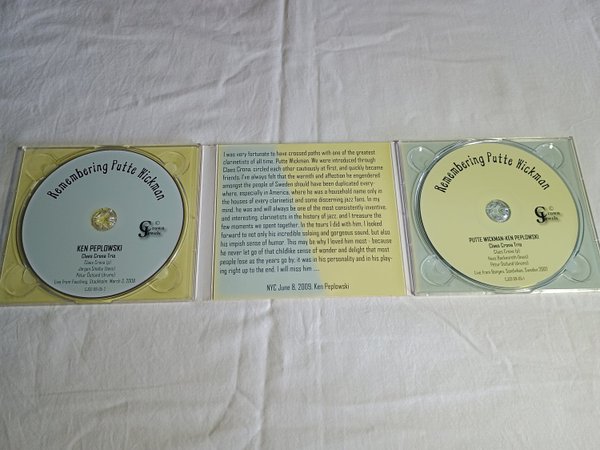 Remembering Putte Wickman
Crown
Jewels
KEN PEPLOWSKI
Claes Crona Trio
Claes Crona (p)
Petur Östlund (drums)
I was very fortunate to have crossed paths with one of the greatest
clarinetists of all time, Putte Wickman. We were introduced through
Claes Crona, circled each other cautiously at first, and quickly became
friends. I've always felt that the warmth and affection he engendered
amongst the people of Sweden should have been duplicated every
where, especially in America, where he was a household name only in
the houses of every clarinetist and some discerning jazz fans. In my
mind, he was and will always be one of the most consistently inventive,
and interesting, clarinetists in the history of jazz, and I treasure the
few moments we spent together. In the tours I did with him, I looked
forward to not only his incredible soloing and gorgeous sound, but also
his impish sense of humor. This may be why I loved him most - because
he never let go of that childlike sense of wonder and delight that most
people lose as the years go by; it was in his personality and in his play-
ing right up to the end. I will miss him ....
NYC June 8, 2009, Ken Peplowski
Remembering Putte Wickman
Crown
Jewels
PUTTE WICKMAN-KEN PEPLOWSKI
Claes Crona Trio
Claes Crona (p)
Petur Östlund (drums)